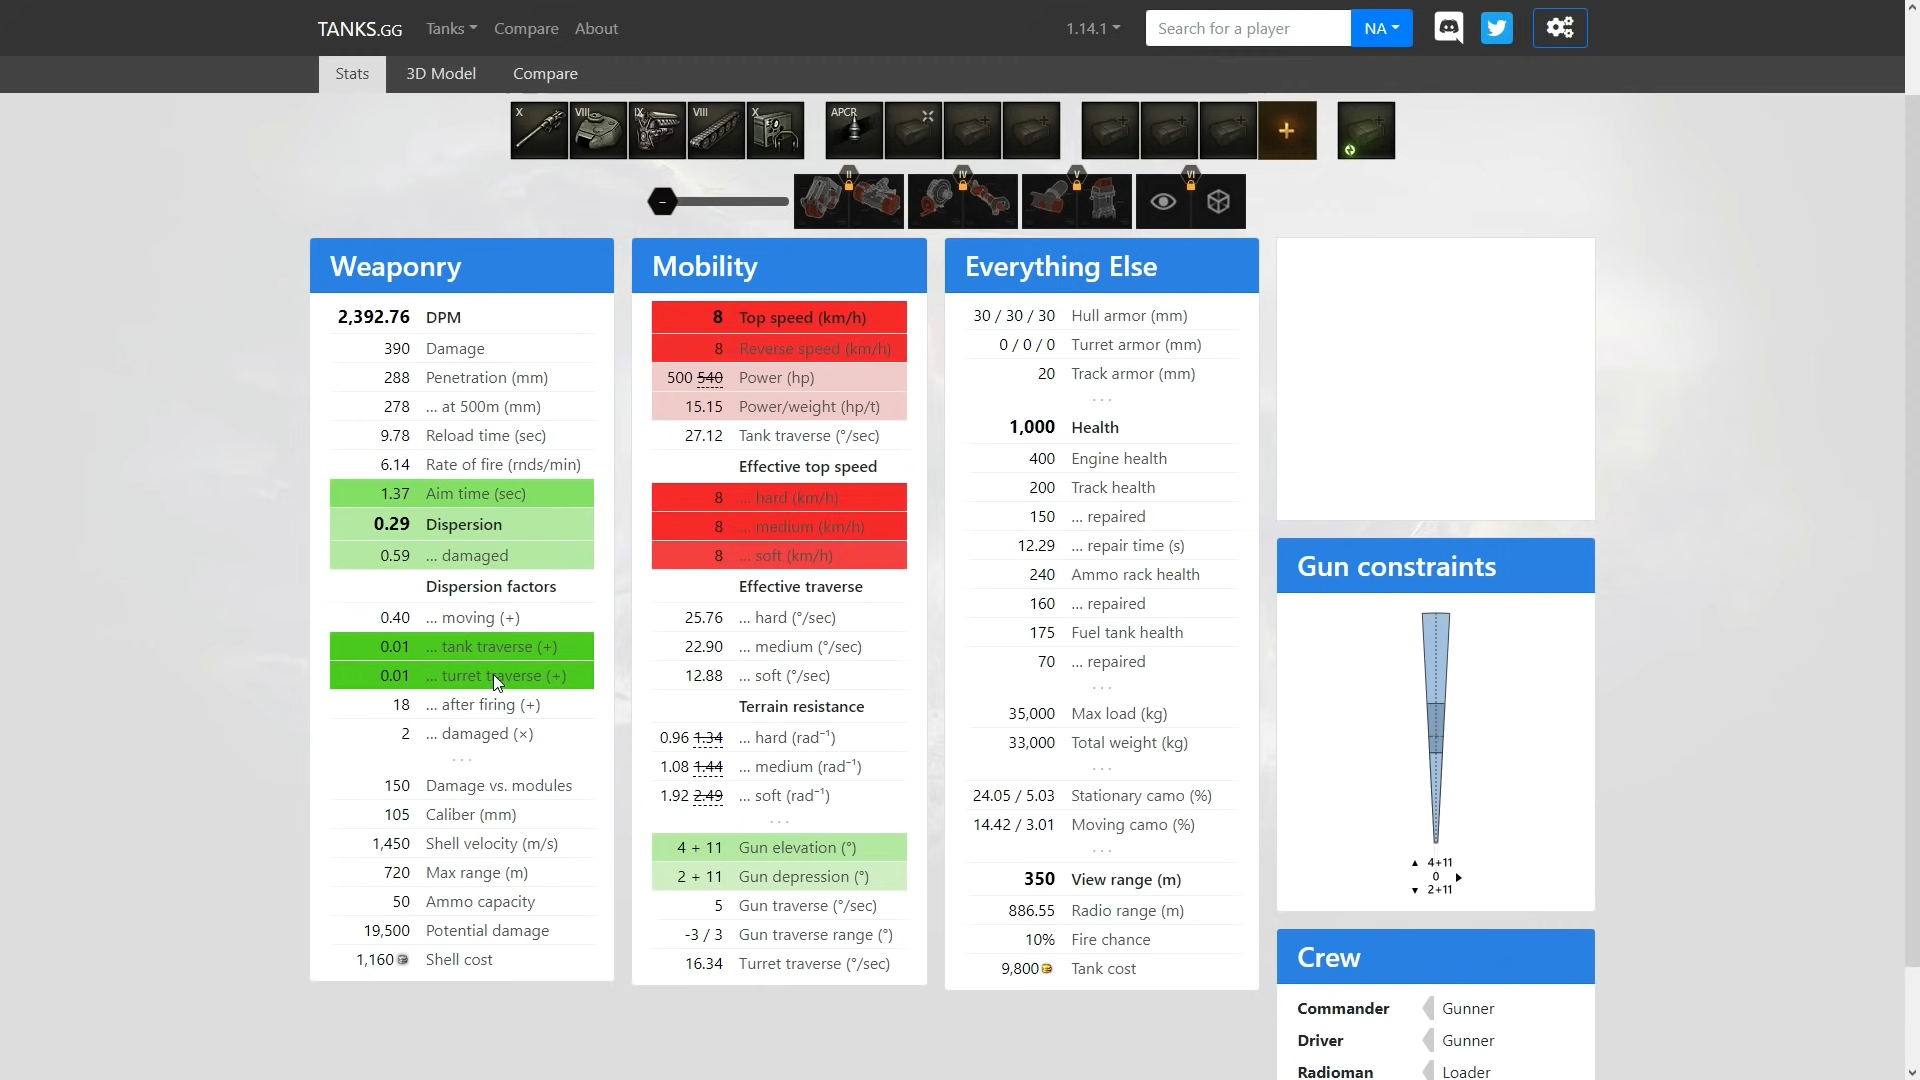 TANKS.GG Tanks Compare About 1.14.1 Search for a player NA
Stats 3D Model Compare
X VIII IX VIII X APCR
II IV V VI
Weaponry
2,392.76 DPM
390 Damage
288 Penetration (mm)
278 ... at 500m (mm)
9.78 Reload time (sec)
6.14 Rate of fire (rnds/min)
1.37 Aim time (sec)
0.29 Dispersion
0.59 ... damaged
Dispersion factors
0.40 ... moving (+)
0.01 ... tank traverse (+)
0.01 ... turret traverse (+)
18 ... after firing (+)
2 ... damaged (×)
...
150 Damage vs. modules
105 Caliber (mm)
1,450 Shell velocity (m/s)
720 Max range (m)
50 Ammo capacity
19,500 Potential damage
1,160 Shell cost
Mobility
8 Top speed (km/h)
8 Reverse speed (km/h)
500 540 Power (hp)
15.15 Power/weight (hp/t)
27.12 Tank traverse (°/sec)
Effective top speed
8 ... hard (km/h)
8 ... medium (km/h)
8 ... soft (km/h)
Effective traverse
25.76 ... hard (°/sec)
22.90 ... medium (°/sec)
12.88 ... soft (°/sec)
Terrain resistance
0.96 1.34 ... hard (rad⁻¹)
1.08 1.44 ... medium (rad⁻¹)
1.92 2.49 ... soft (rad⁻¹)
...
4 + 11 Gun elevation (°)
2 + 11 Gun depression (°)
5 Gun traverse (°/sec)
-3 / 3 Gun traverse range (°)
16.34 Turret traverse (°/sec)
Everything Else
30 / 30 / 30 Hull armor (mm)
0 / 0 / 0 Turret armor (mm)
20 Track armor (mm)
...
1,000 Health
400 Engine health
200 Track health
150 ... repaired
12.29 ... repair time (s)
240 Ammo rack health
160 ... repaired
175 Fuel tank health
70 ... repaired
...
35,000 Max load (kg)
33,000 Total weight (kg)
...
24.05 / 5.03 Stationary camo (%)
14.42 / 3.01 Moving camo (%)
...
350 View range (m)
886.55 Radio range (m)
10% Fire chance
9,800 Tank cost
Gun constraints
▲ 4+11
0 ▶
▼ 2+11
Crew
Commander Gunner
Driver Gunner
Radioman Loader